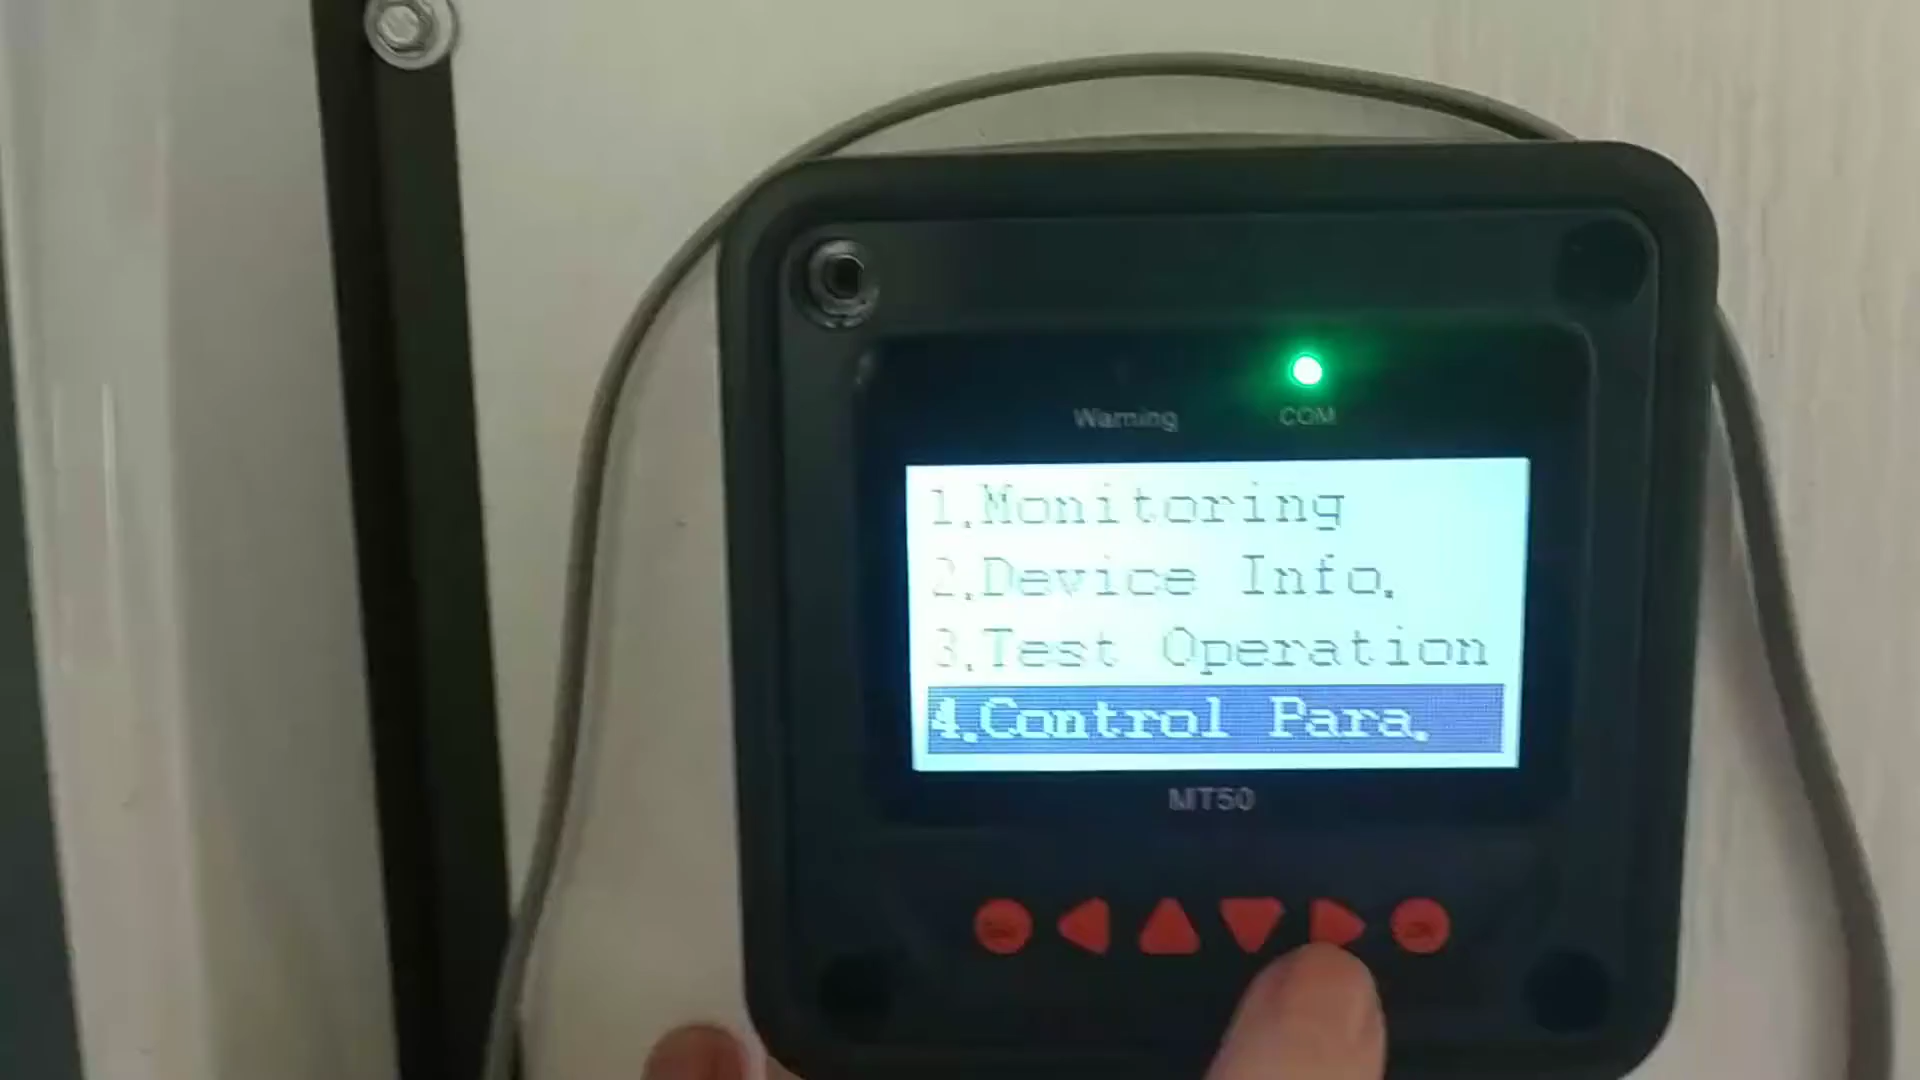 Warning COM
1.Monitoring
2.Device Info.
3.Test Operation
4.Control Para.
MT50